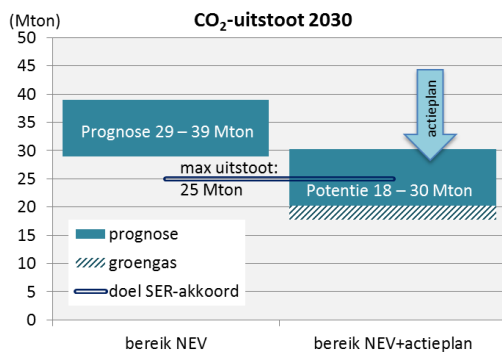 (Mton)
CO₂-uitstoot 2030
50
45
40
35
30
25
20
15
10
5
0
Prognose 29 – 39 Mton
actieplan
max uitstoot:
25 Mton
Potentie 18 – 30 Mton
prognose
groengas
doel SER-akkoord
bereik NEV
bereik NEV+actieplan